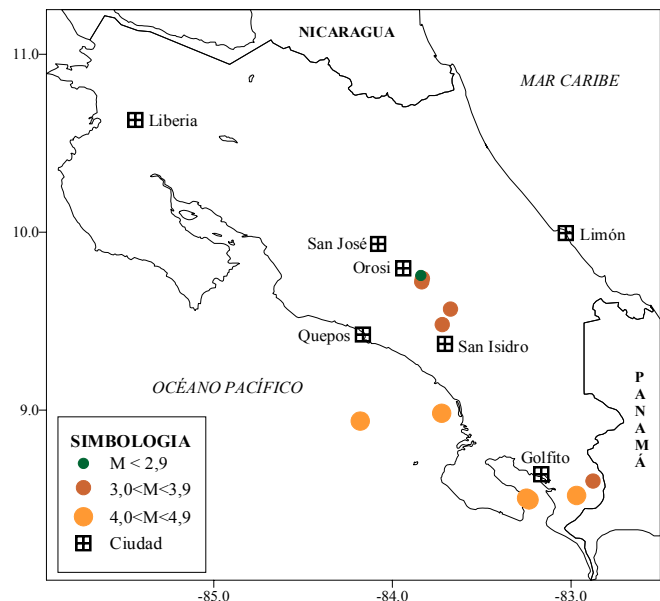 11.0
10.0
9.0
NICARAGUA
MAR CARIBE
Liberia
San José
Limón
Orosi
Quepos
San Isidro
OCÉANO PACÍFICO
PANAMÁ
Golfito
SIMBOLOGIA
M < 2,9
3,0<M<3,9
4,0<M<4,9
Ciudad
-85.0
-84.0
-83.0